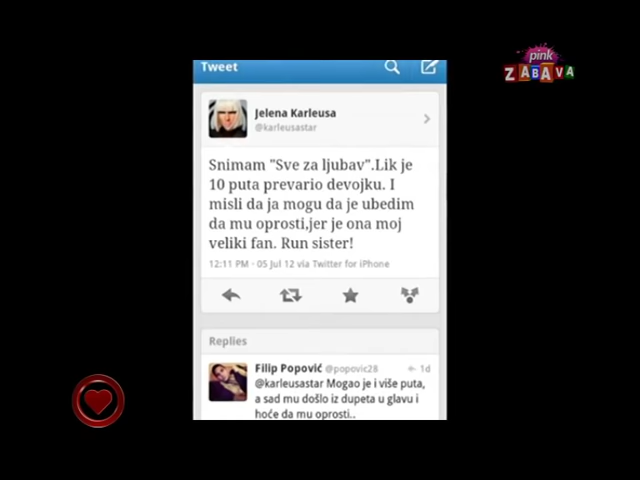 Tweet
pink
ZABAVA
Jelena Karleusa
@karleusastar
Snimam "Sve za ljubav".Lik je
10 puta prevario devojku. I
misli da ja mogu da je ubedim
da mu oprosti,jer je ona moj
veliki fan. Run sister!
12:11 PM · 05 Jul 12 via Twitter for iPhone
Replies
Filip Popović @popovic28 1d
@karleusastar Mogao je i više puta,
a sad mu došlo iz dupeta u glavu i
hoće da mu oprosti..